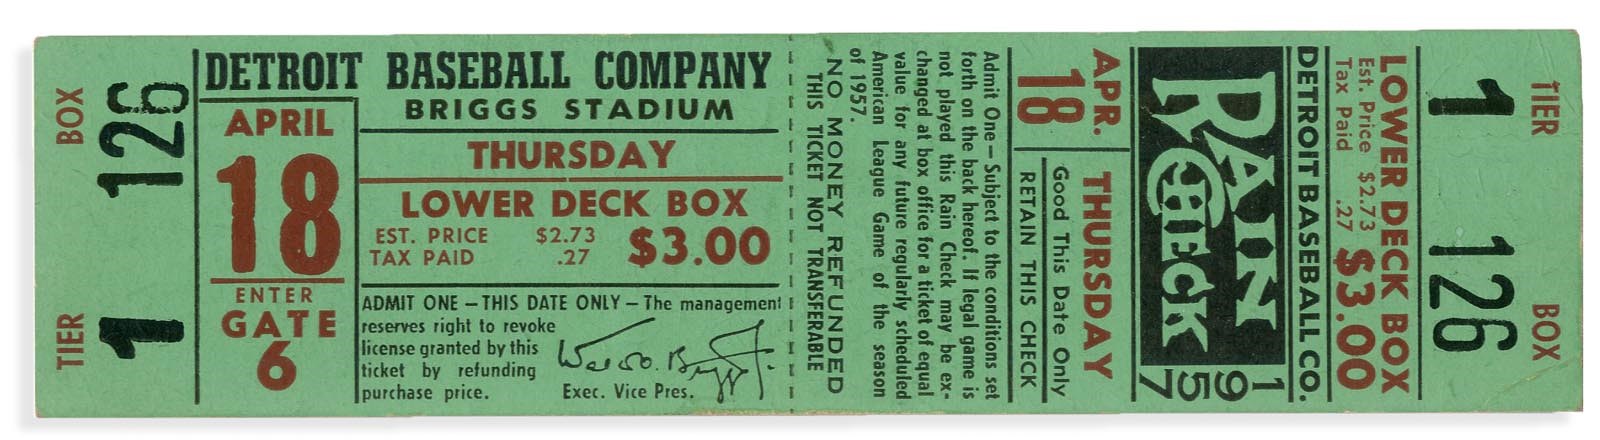 BOX 126
TIER 1
DETROIT BASEBALL COMPANY
BRIGGS STADIUM
APRIL
18
ENTER
GATE
6
THURSDAY
LOWER DECK BOX
EST. PRICE $2.73
TAX PAID .27
$3.00
ADMIT ONE — THIS DATE ONLY — The management
reserves right to revoke
license granted by this
ticket by refunding
purchase price.
Exec. Vice Pres.
NO MONEY REFUNDED
THIS TICKET NOT TRANSFERABLE
Admit One — Subject to the conditions set
forth on the back hereof. If legal game is
not played this Rain Check may be ex-
changed at box office for a ticket of equal
value for any future regularly scheduled
American League Game of the season
of 1957.
APR.
18
THURSDAY
Good This Date Only
RETAIN THIS CHECK
RAIN
CHECK
1957
DETROIT BASEBALL CO.
LOWER DECK BOX
Est. Price $2.73
Tax Paid .27
$3.00
TIER 1
BOX 126